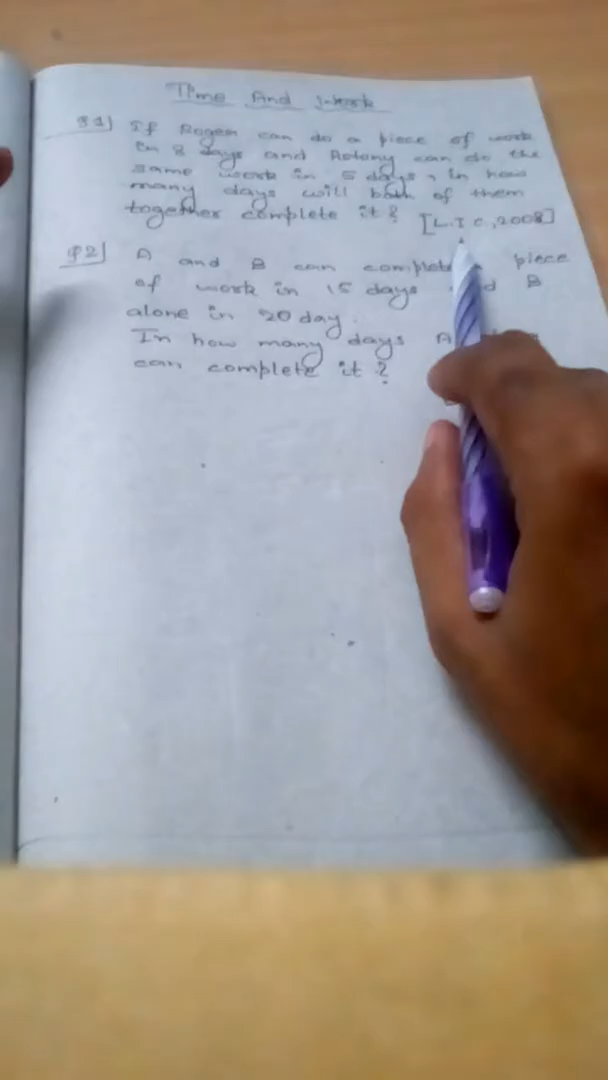 Time And Work
Q1) If Roger can do a piece of work
in 8 days and Antony can do the
same work in 5 days, in how
many days will both of them
together complete it? [L.I.C, 2008]
Q2) A and B can complete piece
of work in 15 days B
alone in 20 day.
In how many days A
can complete it?